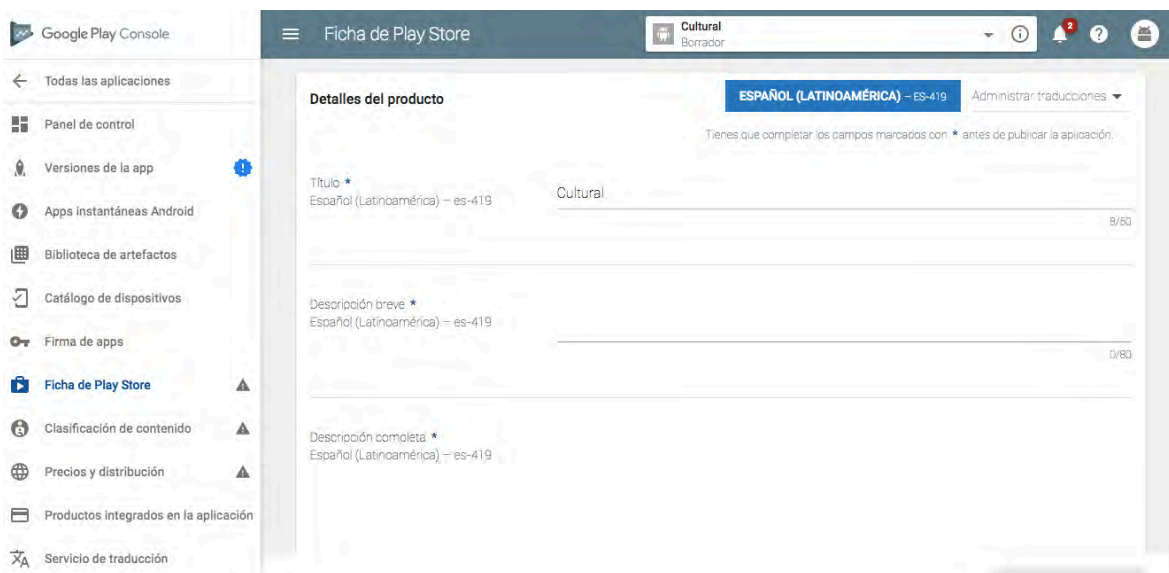 Google Play Console
Todas las aplicaciones
Panel de control
Versiones de la app
Apps instantáneas Android
Biblioteca de artefactos
Catálogo de dispositivos
Firma de apps
Ficha de Play Store
Clasificación de contenido
Precios y distribución
Productos integrados en la aplicación
Servicio de traducción
Ficha de Play Store
Cultural
Borrador
2
Detalles del producto
ESPAÑOL (LATINOAMÉRICA) – ES-419
Administrar traducciones
Tienes que completar los campos marcados con * antes de publicar la aplicación.
Título *
Español (Latinoamérica) – es-419
Cultural
8/50
Descripción breve *
Español (Latinoamérica) – es-419
0/80
Descripción completa *
Español (Latinoamérica) – es-419